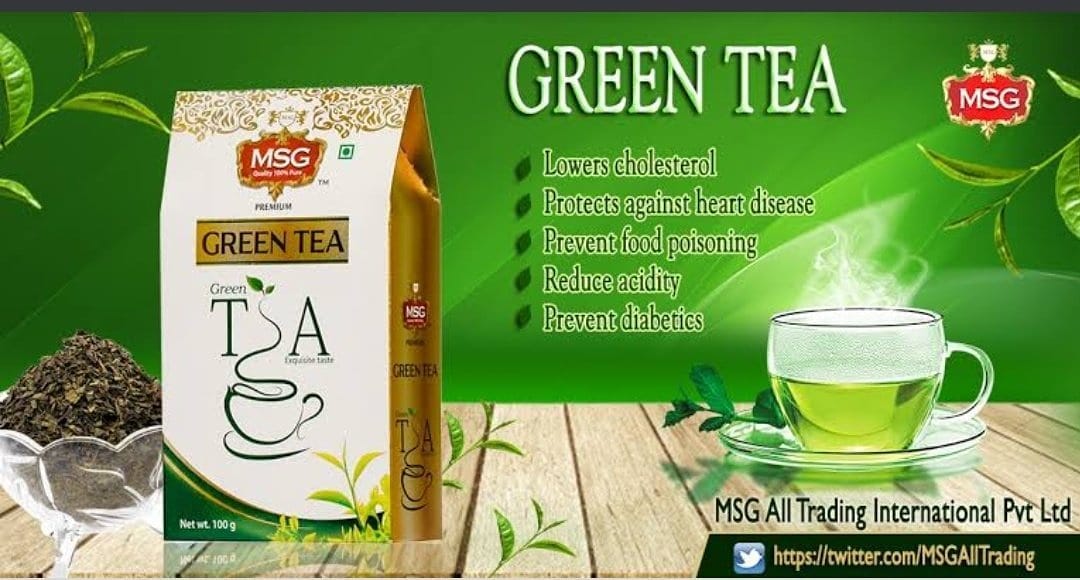 MSG
Quality 100% Pure
TM
PREMIUM
GREEN TEA
Green
TEA
Exquisite taste
Net wt. 100 g
MSG
PREMIUM
GREEN TEA
Green
TEA
GREEN TEA
MSG
Lowers cholesterol
Protects against heart disease
Prevent food poisoning
Reduce acidity
Prevent diabetics
MSG All Trading International Pvt Ltd
https://twitter.com/MSGAllTrading